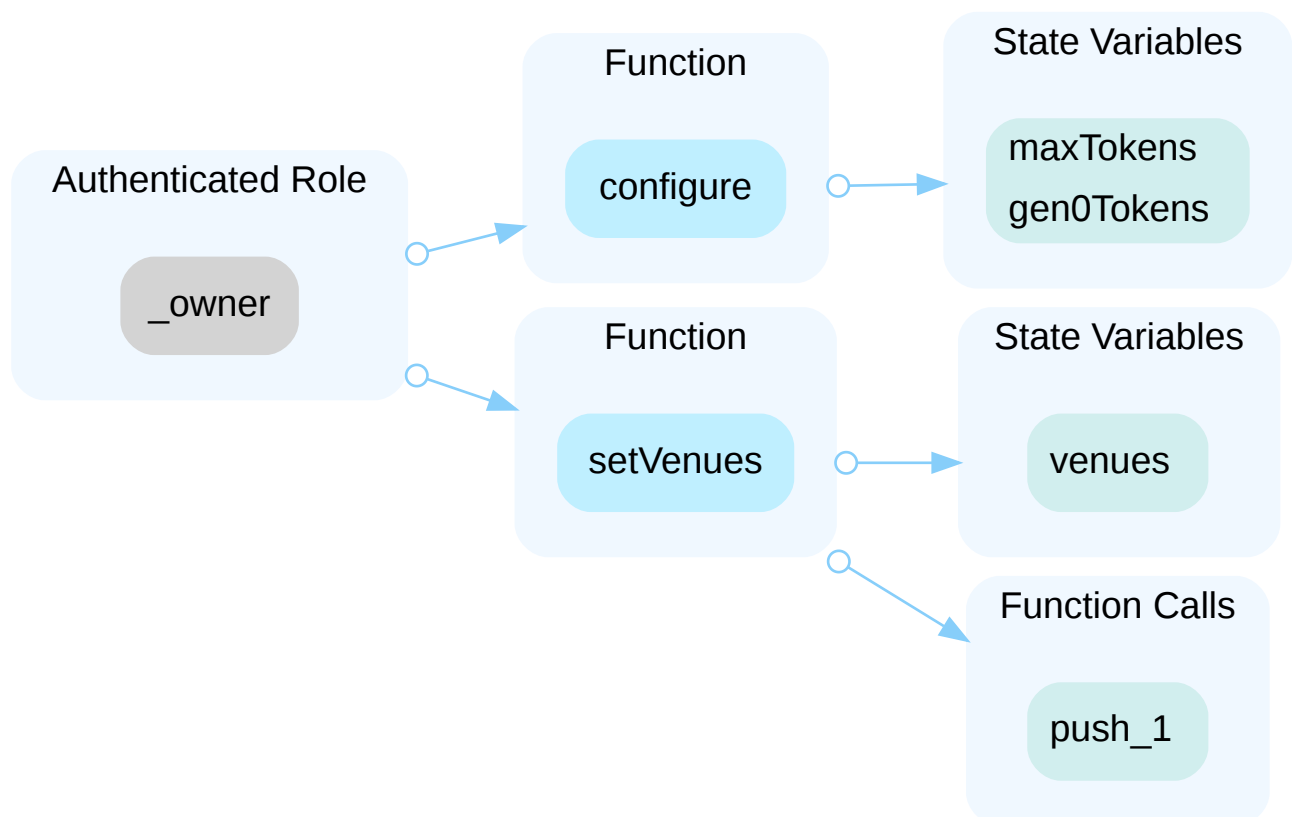 Authenticated Role
_owner
Function
configure
State Variables
maxTokens
gen0Tokens
Function
setVenues
State Variables
venues
Function Calls
push_1